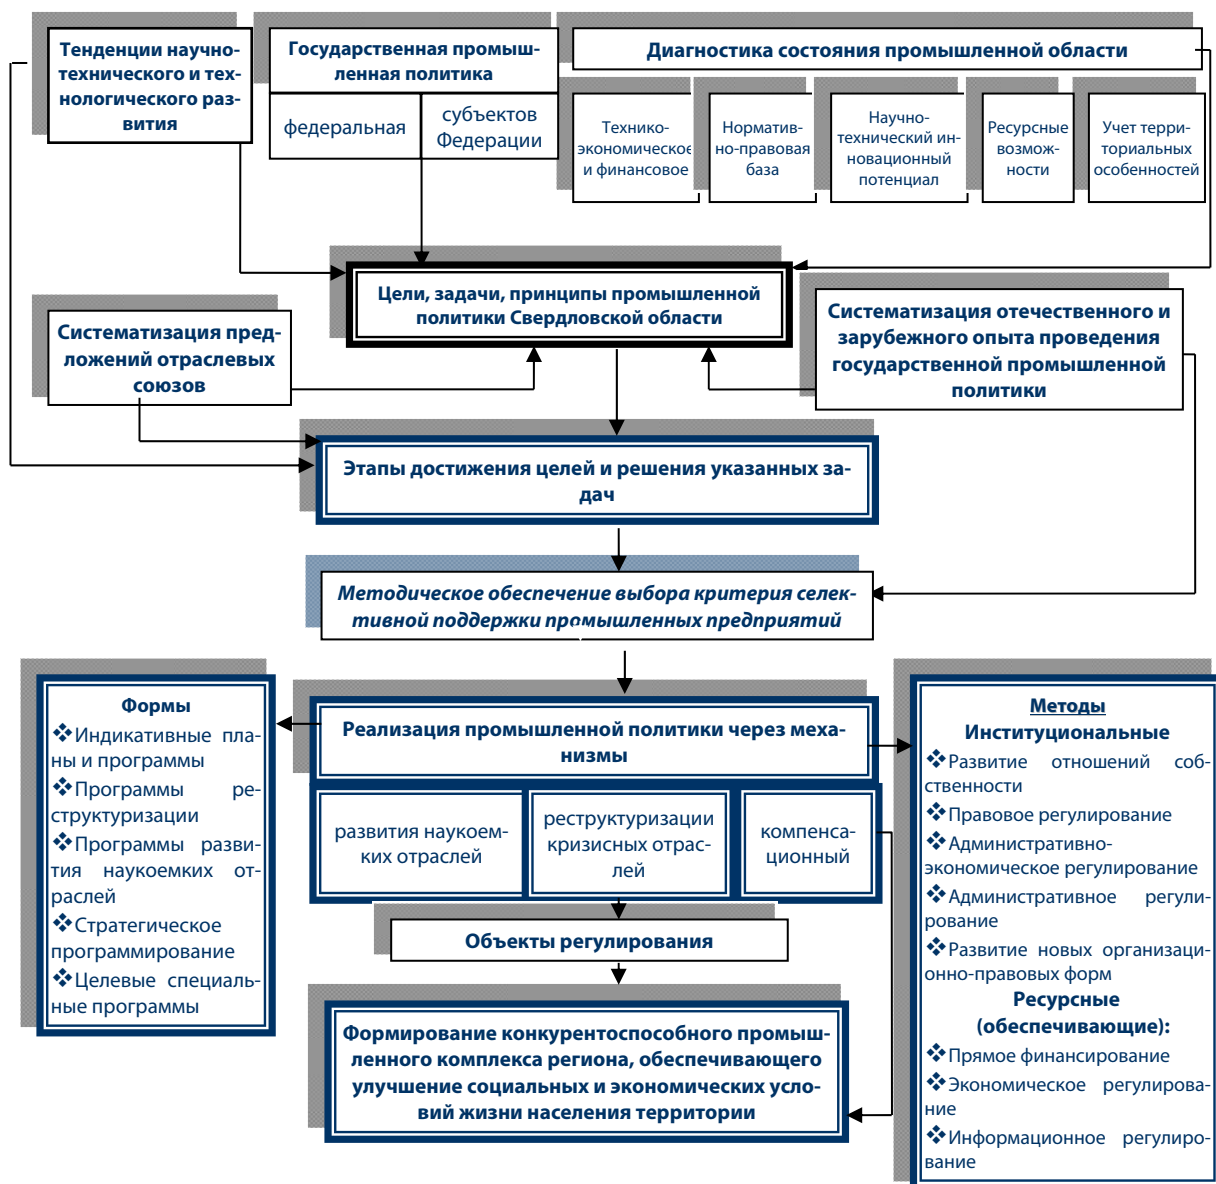 Тенденции научно-
технического и тех-
нологического раз-
вития
Государственная промыш-
ленная политика
федеральная
субъектов
Федерации
Диагностика состояния промышленной области
Технико-
экономическое
и финансовое
Норматив-
но-правовая
база
Научно-
технический ин-
новационный
потенциал
Ресурсные
возмож-
ности
Учет терри-
ториальных
особенностей
Цели, задачи, принципы промышленной
политики Свердловской области
Систематизация пред-
ложений отраслевых
союзов
Систематизация отечественного и
зарубежного опыта проведения
государственной промышленной
политики
Этапы достижения целей и решения указанных за-
дач
Методическое обеспечение выбора критерия селек-
тивной поддержки промышленных предприятий
Формы
❖Индикативные пла-
ны и программы
❖Программы ре-
структуризации
❖Программы разви-
тия наукоемких от-
раслей
❖Стратегическое
программирование
❖Целевые специаль-
ные программы
Реализация промышленной политики через меха-
низмы
развития наукоем-
ких отраслей
реструктуризации
кризисных отрас-
лей
компенса-
ционный
Объекты регулирования
Формирование конкурентоспособного промыш-
ленного комплекса региона, обеспечивающего
улучшение социальных и экономических усло-
вий жизни населения территории
Методы
Институциональные
❖Развитие отношений соб-
ственности
❖Правовое регулирование
❖Административно-
экономическое регулирование
❖Административное регули-
рование
❖Развитие новых организаци-
онно-правовых форм
Ресурсные
(обеспечивающие):
❖Прямое финансирование
❖Экономическое регулирова-
ние
❖Информационное регулиро-
вание